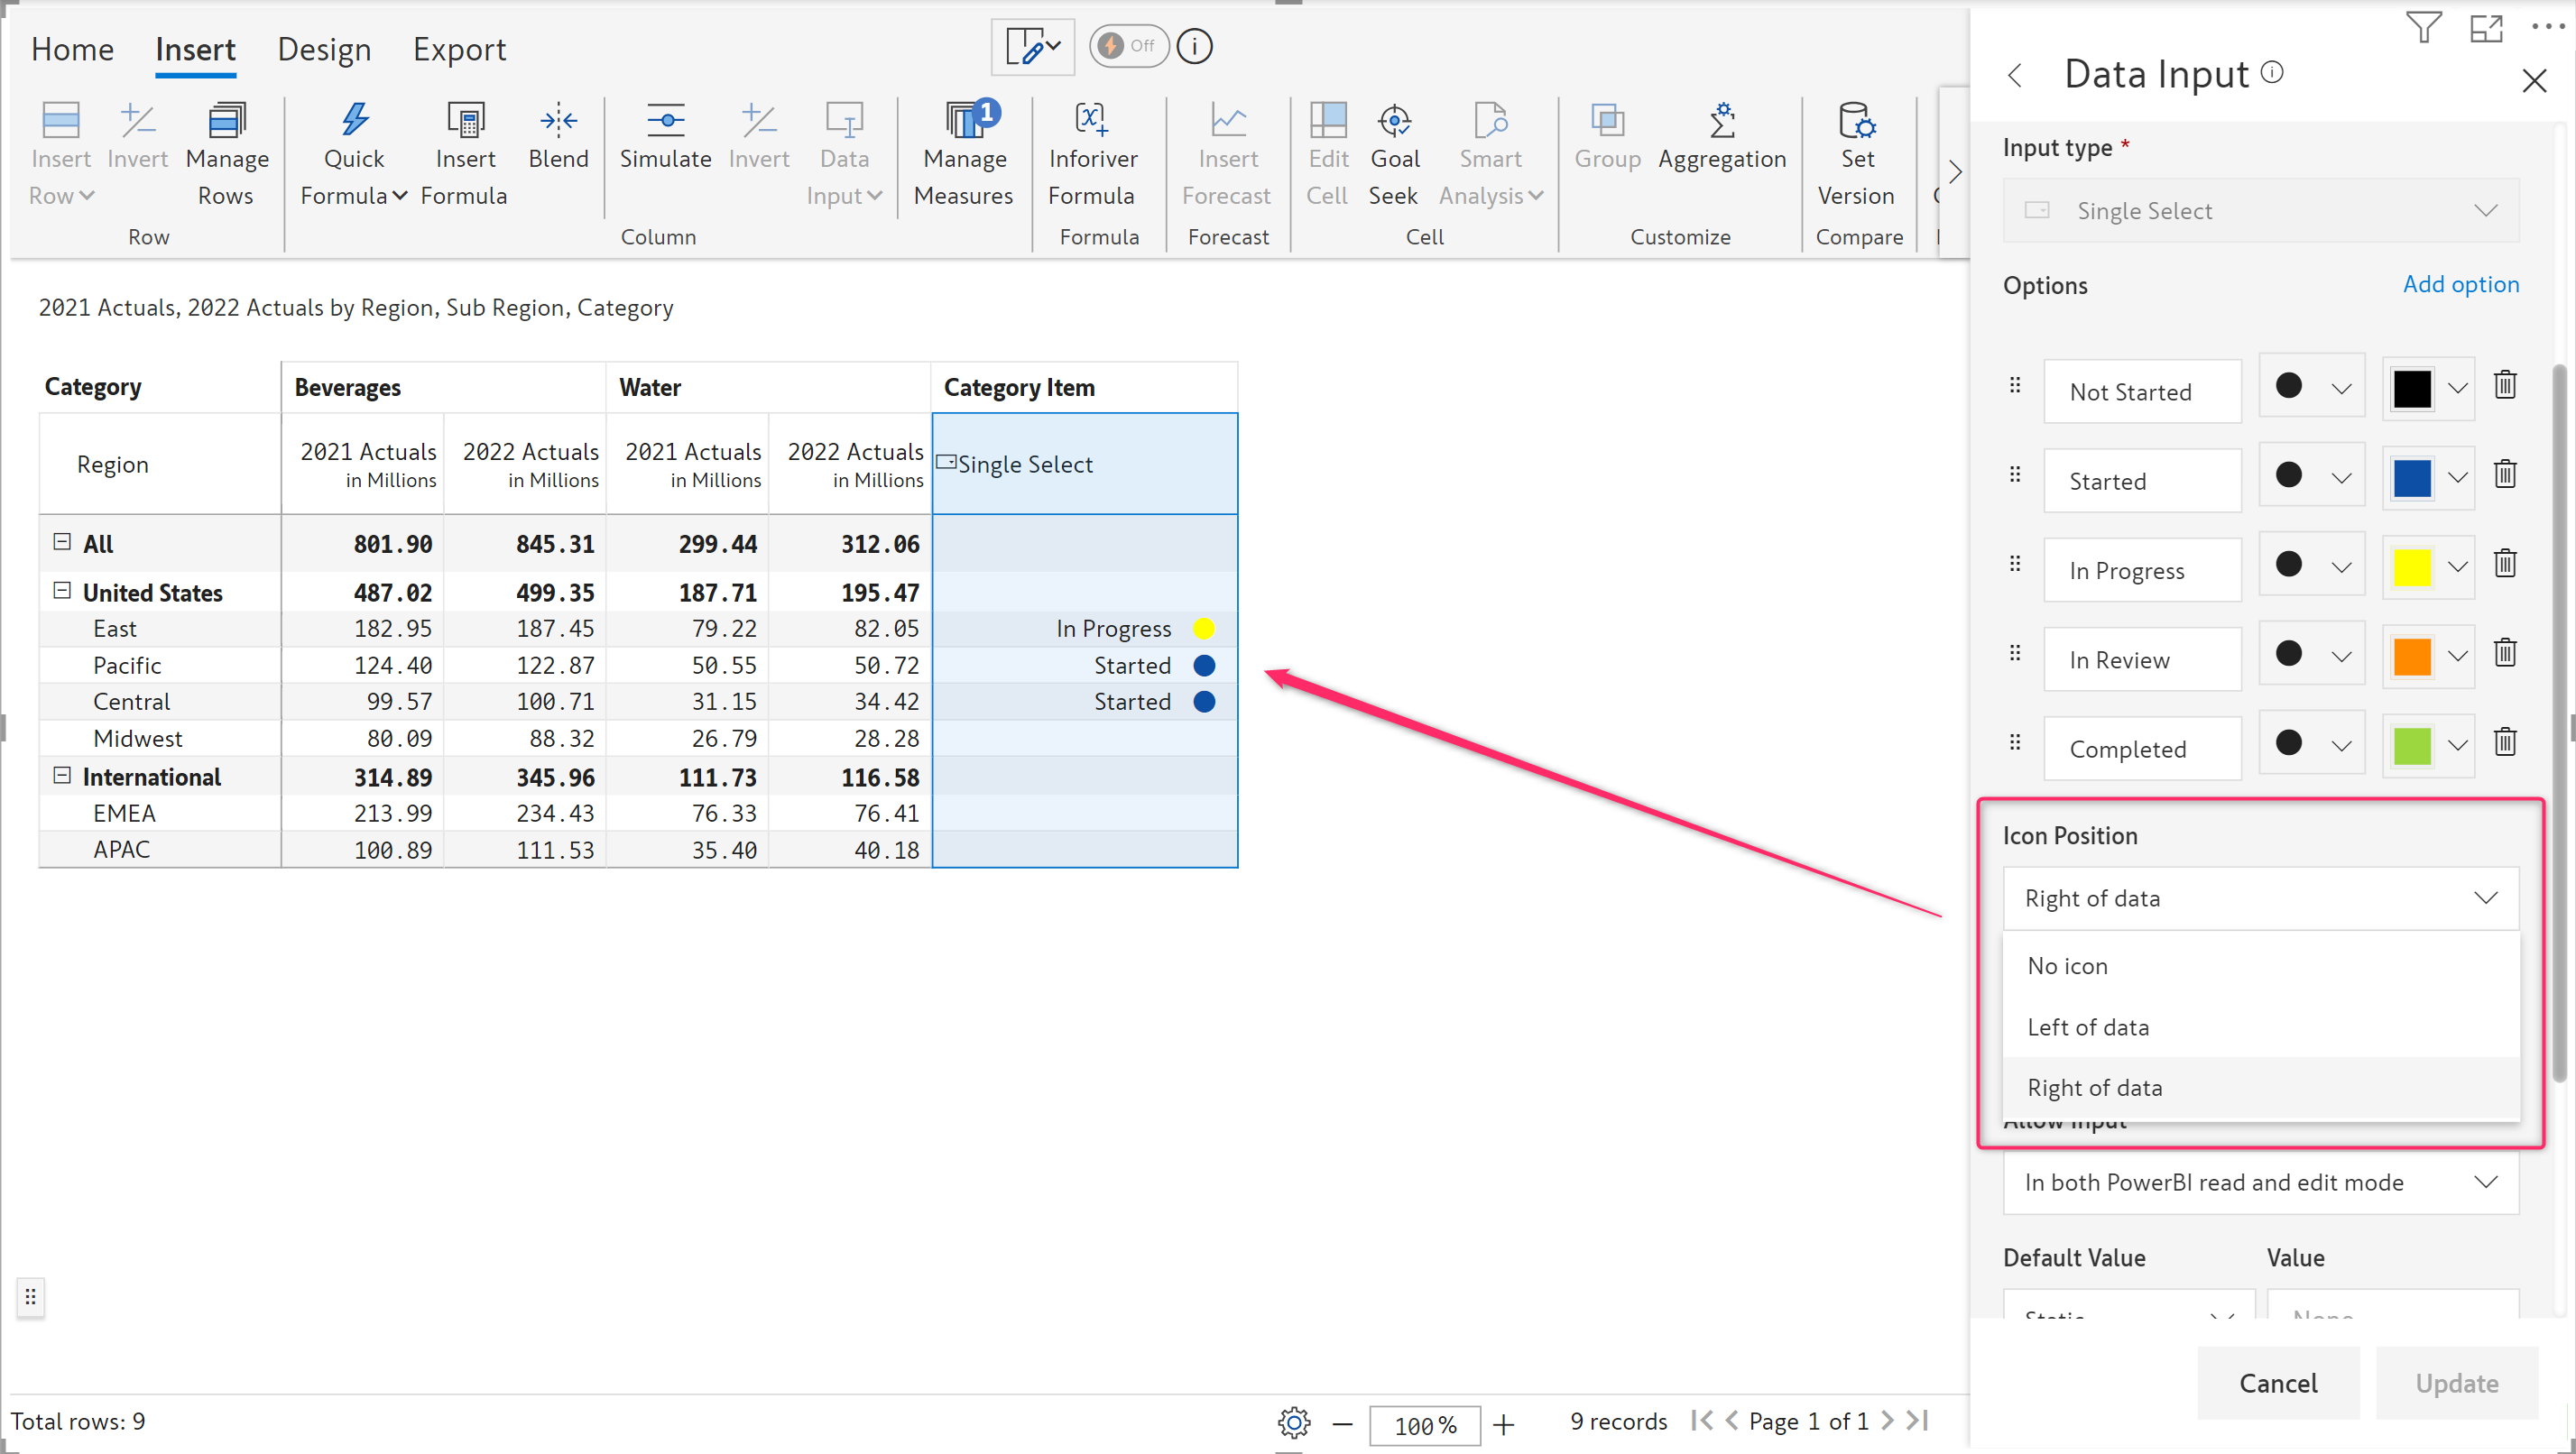 Home Insert Design Export
Off
Insert Row
Invert
Manage Rows
Row
Quick Formula
Insert Formula
Blend
Simulate
Invert
Data Input
Column
1
Manage Measures
Inforiver Formula
Formula
Insert Forecast
Forecast
Edit Cell
Goal Seek
Smart Analysis
Cell
Group
Aggregation
Customize
Set Version
Compare
2021 Actuals, 2022 Actuals by Region, Sub Region, Category
Category Beverages Water Category Item
Region 2021 Actuals 2022 Actuals 2021 Actuals 2022 Actuals Single Select
in Millions in Millions in Millions in Millions
All 801.90 845.31 299.44 312.06
United States 487.02 499.35 187.71 195.47
East 182.95 187.45 79.22 82.05 In Progress
Pacific 124.40 122.87 50.55 50.72 Started
Central 99.57 100.71 31.15 34.42 Started
Midwest 80.09 88.32 26.79 28.28
International 314.89 345.96 111.73 116.58
EMEA 213.99 234.43 76.33 76.41
APAC 100.89 111.53 35.40 40.18
Total rows: 9
100 %
9 records
Page 1 of 1
Data Input
Input type *
Single Select
Options Add option
Not Started
Started
In Progress
In Review
Completed
Icon Position
Right of data
No icon
Left of data
Right of data
Allow Input
In both PowerBI read and edit mode
Default Value Value
Static None
Cancel Update